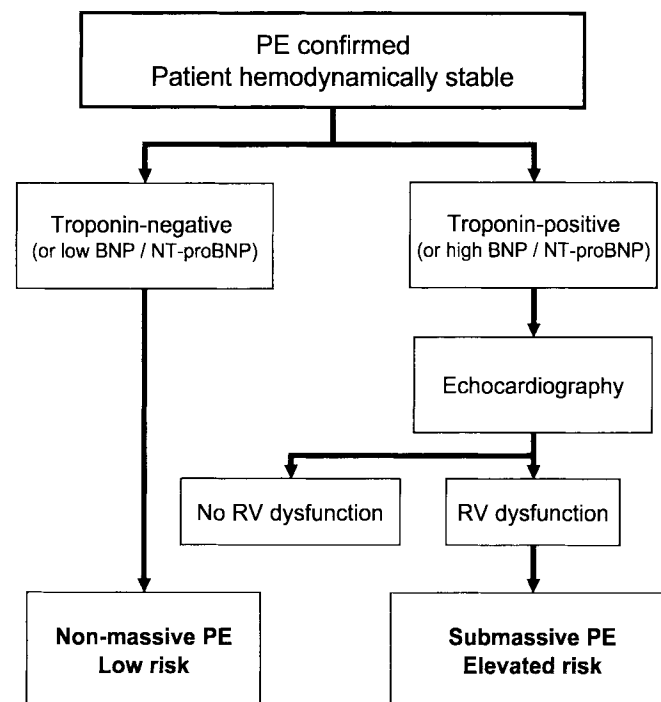 PE confirmed
Patient hemodynamically stable
Troponin-negative
(or low BNP / NT-proBNP)
Troponin-positive
(or high BNP / NT-proBNP)
Echocardiography
No RV dysfunction
RV dysfunction
Non-massive PE
Low risk
Submassive PE
Elevated risk